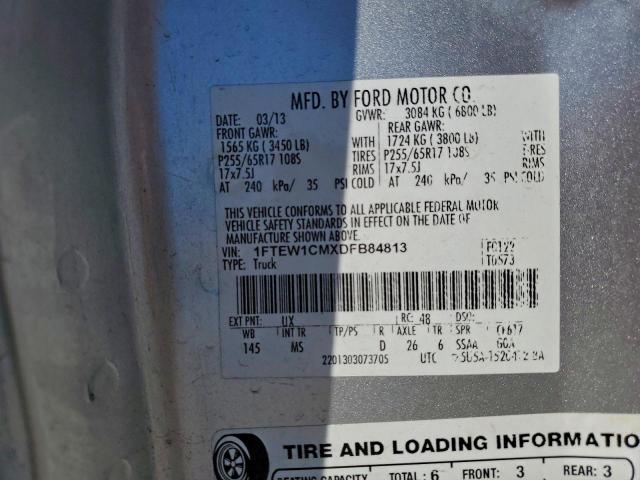 MFD. BY FORD MOTOR CO.
DATE: 03/13 GVWR: 3084 KG ( 6800 LB)
FRONT GAWR: REAR GAWR:
1565 KG ( 3450 LB) WITH 1724 KG ( 3800 LB) WITH
P255/65R17 108S TIRES P255/65R17 108S
17x7.5J RIMS 17x7.5J RIMS
AT 240 kPa/ 35 PSI COLD AT 240 kPa/ 35 PSI COLD
THIS VEHICLE CONFORMS TO ALL APPLICABLE FEDERAL MOTOR
VEHICLE SAFETY STANDARDS IN EFFECT ON THE DATE OF
MANUFACTURE SHOWN ABOVE.
VIN: 1FTEW1CMXDFB84813
TYPE: Truck
EXT PNT: UX RC: 48 DSO:
WB INT TR TP/PS R AXLE TR SPR
145 MS D 26 6 SSAA
2201303073705 UTC
TIRE AND LOADING INFORMATIO
SEATING CAPACITY TOTAL: 6 FRONT: 3 REAR: 3